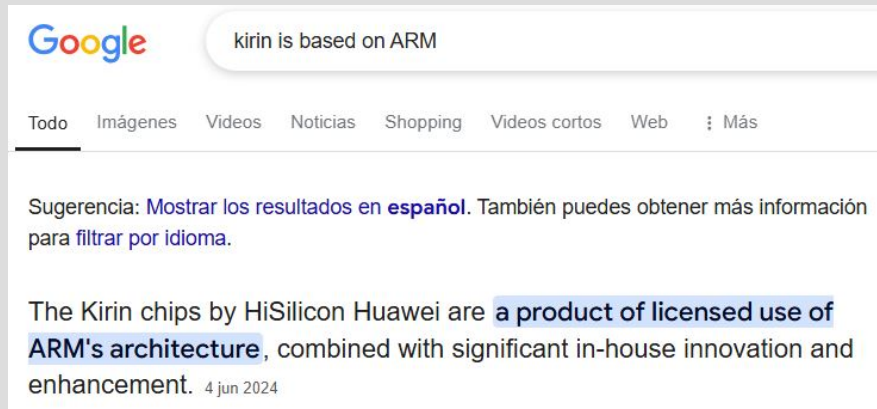 Google
kirin is based on ARM
Todo Imágenes Videos Noticias Shopping Videos cortos Web Más
Sugerencia: Mostrar los resultados en español. También puedes obtener más información
para filtrar por idioma.
The Kirin chips by HiSilicon Huawei are a product of licensed use of
ARM's architecture, combined with significant in-house innovation and
enhancement. 4 jun 2024